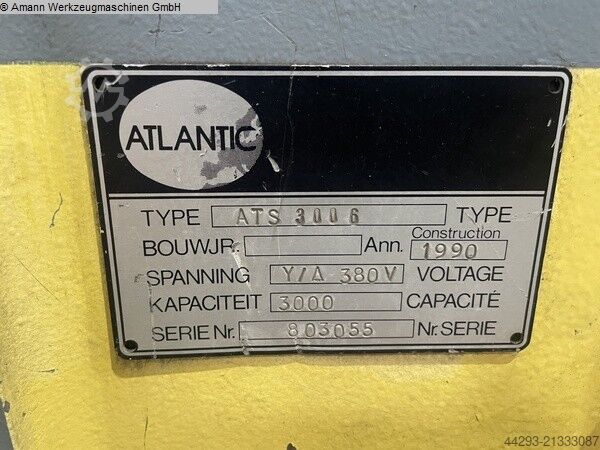 © Amann Werkzeugmaschinen GmbH
ATLANTIC
TYPE ATS 3006 TYPE
BOUWJR. Ann. Construction 1990
SPANNING Y/Δ 380V VOLTAGE
KAPACITEIT 3000 CAPACITÉ
SERIE Nr. 803055 Nr. SERIE
44293-21333087